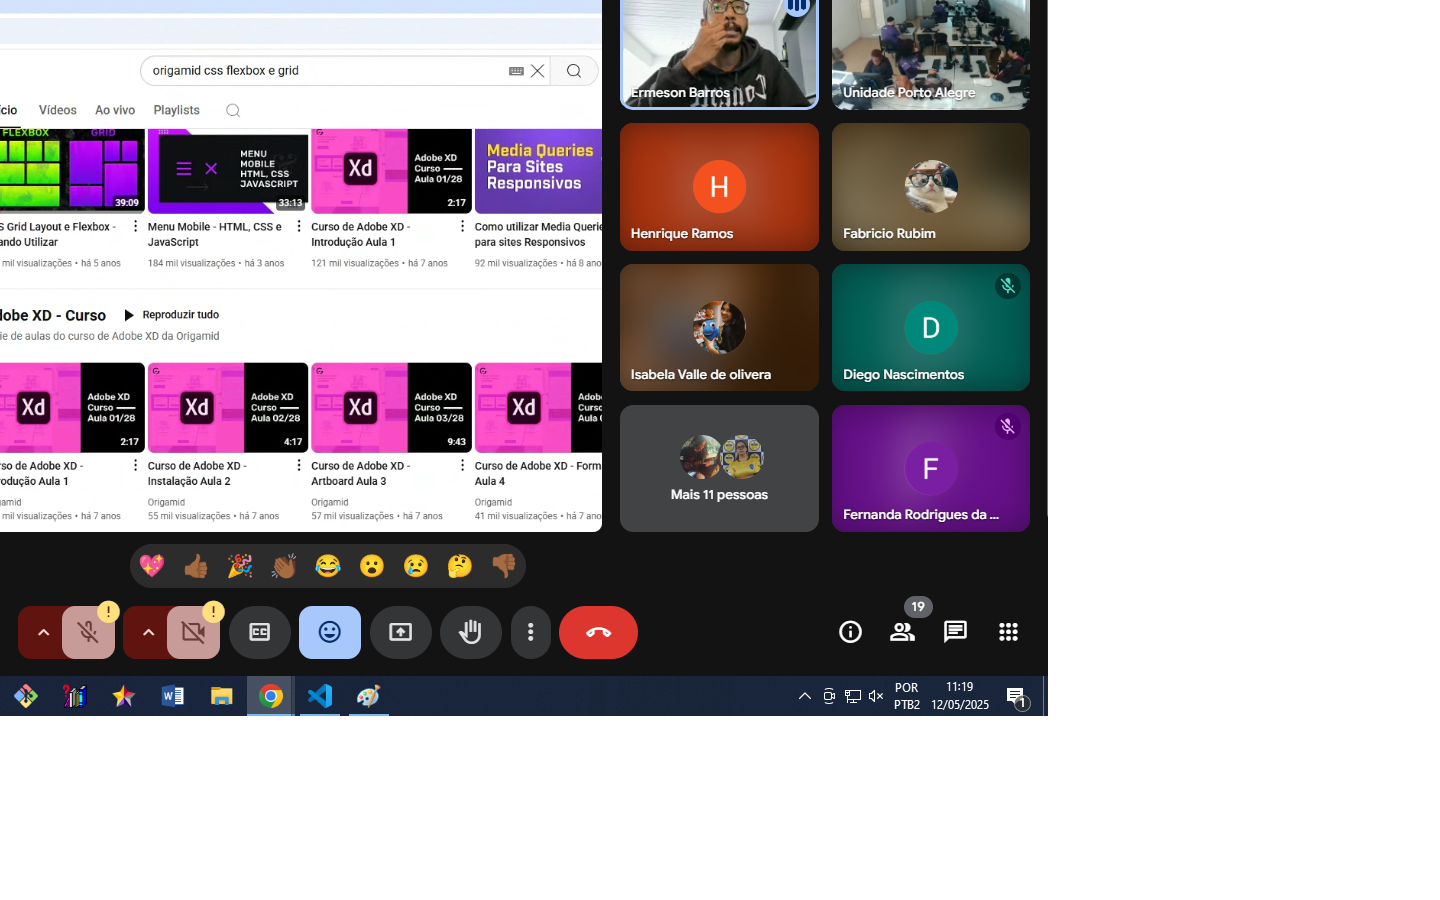 origamid css flexbox e grid
Vídeos
Ao vivo
Playlists
FLEXBOX
GRID
39:09
MENU
MOBILE
HTML, CSS
JAVASCRIPT
33:13
Xd
Adobe XD
Curso
Aula 01/28
2:17
Media Queries
Para Sites
Responsivos
S Grid Layout e Flexbox -
ando Utilizar
mil visualizações • há 5 anos
Menu Mobile - HTML, CSS e
JavaScript
184 mil visualizações • há 3 anos
Curso de Adobe XD -
Introdução Aula 1
121 mil visualizações • há 7 anos
Como utilizar Media Querie
para sites Responsivos
92 mil visualizações • há 8 ano
dobe XD - Curso
Reproduzir tudo
ie de aulas do curso de Adobe XD da Origamid
Xd
Adobe XD
Curso
Aula 01/28
2:17
Xd
Adobe XD
Curso
Aula 02/28
4:17
Xd
Adobe XD
Curso
Aula 03/28
9:43
Xd
Adobe
Curso
Aula
rso de Adobe XD -
rodução Aula 1
gamid
mil visualizações • há 7 anos
Curso de Adobe XD -
Instalação Aula 2
Origamid
55 mil visualizações • há 7 anos
Curso de Adobe XD -
Artboard Aula 3
Origamid
57 mil visualizações • há 7 anos
Curso de Adobe XD - Form
Aula 4
Origamid
41 mil visualizações • há 7 ano
Ermeson Barros
Unidade Porto Alegre
H
Henrique Ramos
Fabricio Rubim
Isabela Valle de olivera
D
Diego Nascimentos
Mais 11 pessoas
F
Fernanda Rodrigues da ...
!
!
CC
19
POR
PTB2
11:19
12/05/2025
1